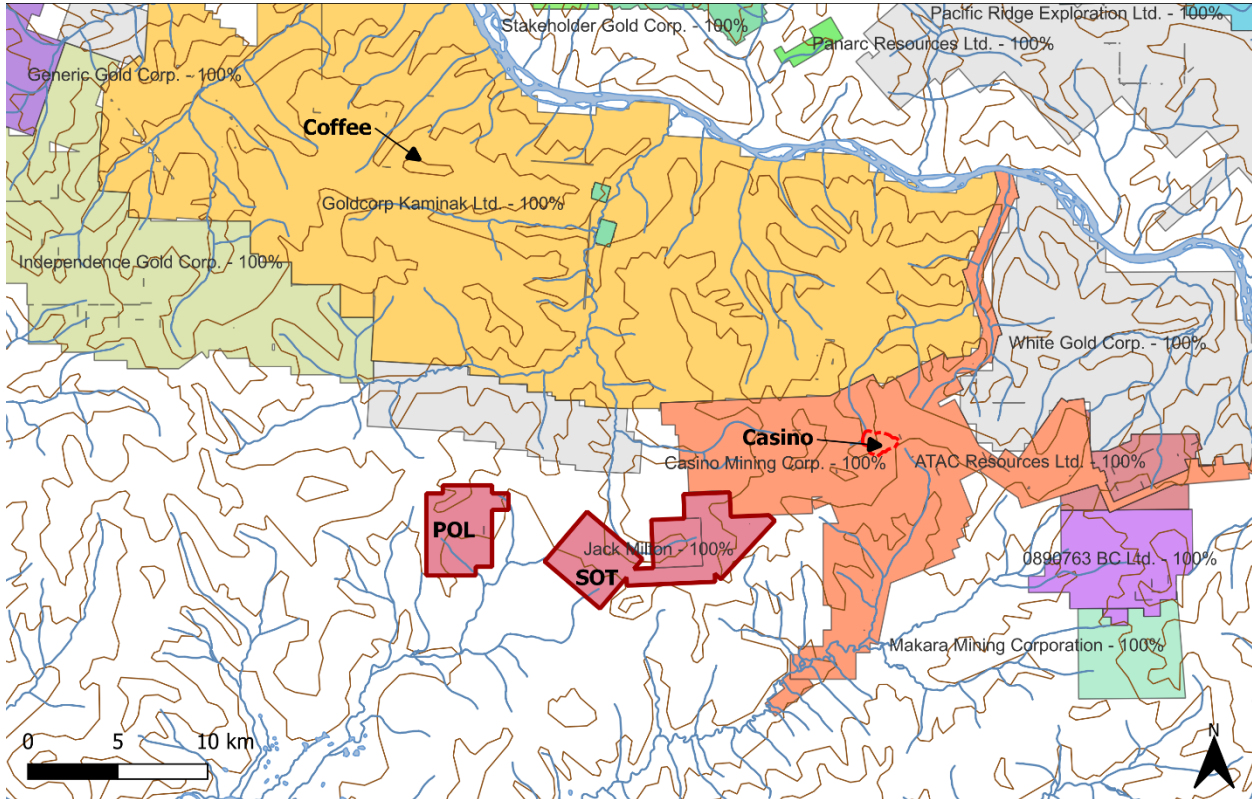 Pacific Ridge Exploration Ltd. - 100%
Stakeholder Gold Corp. - 100%
Panarc Resources Ltd. - 100%
Generic Gold Corp. - 100%
Coffee
Goldcorp Kaminak Ltd. - 100%
Independence Gold Corp. - 100%
White Gold Corp. - 100%
Casino
Casino Mining Corp. - 100%
ATAC Resources Ltd. - 100%
POL
Jack Milton - 100%
SOT
0890763 BC Ltd. - 100%
Makara Mining Corporation - 100%
N
0 5 10 km